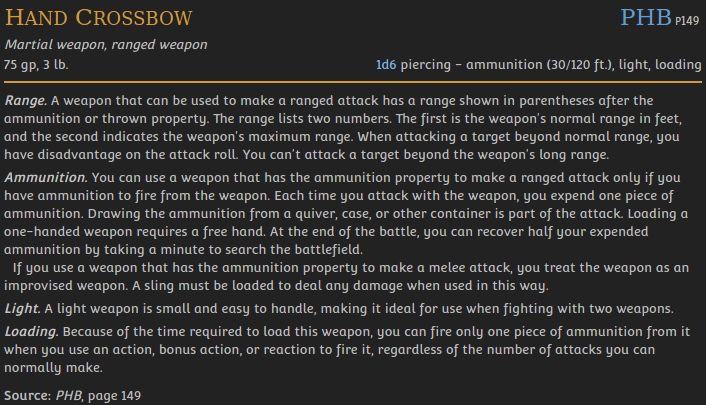 Hand Crossbow PHB P149
Martial weapon, ranged weapon
75 gp, 3 lb. 1d6 piercing - ammunition (30/120 ft.), light, loading
Range. A weapon that can be used to make a ranged attack has a range shown in parentheses after the
ammunition or thrown property. The range lists two numbers. The first is the weapon's normal range in feet,
and the second indicates the weapon's maximum range. When attacking a target beyond normal range, you
have disadvantage on the attack roll. You can't attack a target beyond the weapon's long range.
Ammunition. You can use a weapon that has the ammunition property to make a ranged attack only if you
have ammunition to fire from the weapon. Each time you attack with the weapon, you expend one piece of
ammunition. Drawing the ammunition from a quiver, case, or other container is part of the attack. Loading a
one-handed weapon requires a free hand. At the end of the battle, you can recover half your expended
ammunition by taking a minute to search the battlefield.
If you use a weapon that has the ammunition property to make a melee attack, you treat the weapon as an
improvised weapon. A sling must be loaded to deal any damage when used in this way.
Light. A light weapon is small and easy to handle, making it ideal for use when fighting with two weapons.
Loading. Because of the time required to load this weapon, you can fire only one piece of ammunition from it
when you use an action, bonus action, or reaction to fire it, regardless of the number of attacks you can
normally make.
Source: PHB, page 149